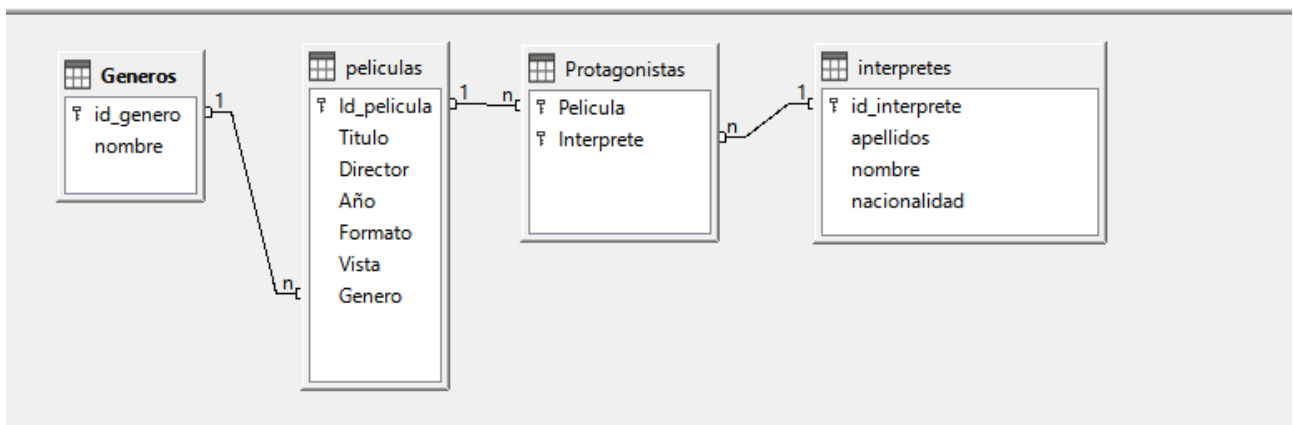 Generos
id_genero
nombre
1
n
peliculas
Id_pelicula
Titulo
Director
Año
Formato
Vista
Genero
1
n
Protagonistas
Pelicula
Interprete
n
1
interpretes
id_interprete
apellidos
nombre
nacionalidad